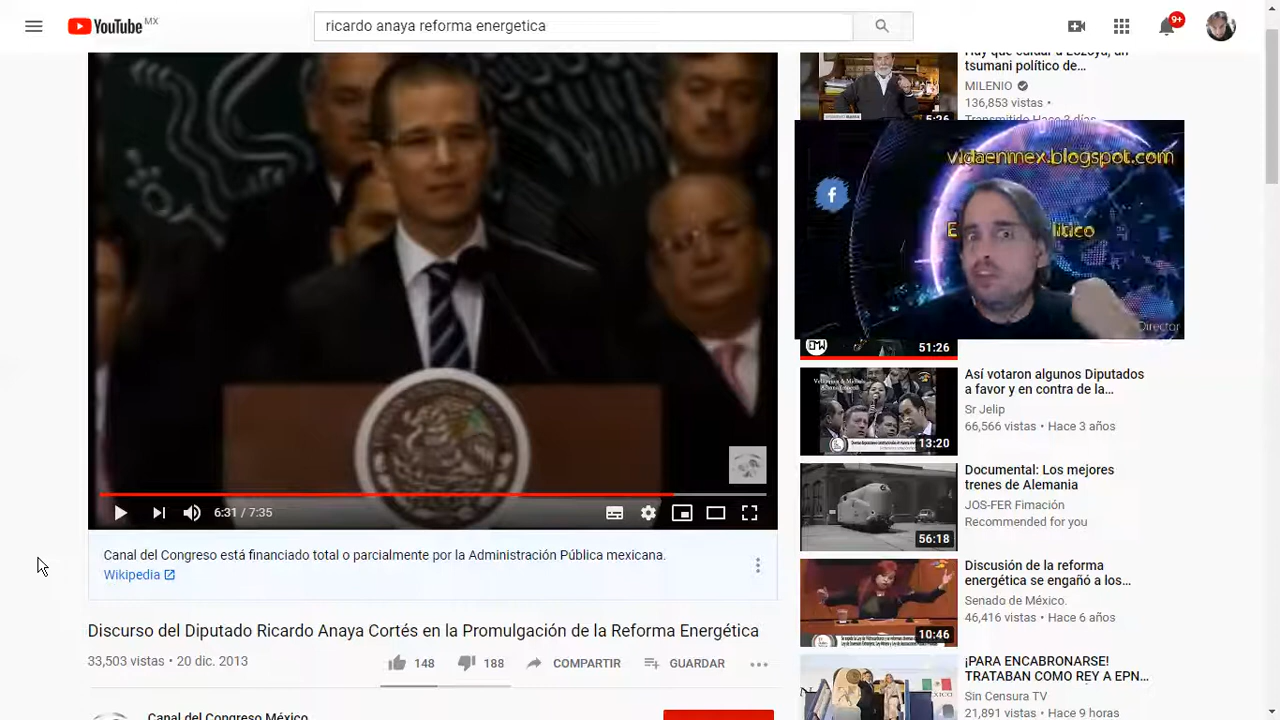 YouTube MX
ricardo anaya reforma energetica
9+
6:31 / 7:35
Canal del Congreso está financiado total o parcialmente por la Administración Pública mexicana.
Wikipedia
Discurso del Diputado Ricardo Anaya Cortés en la Promulgación de la Reforma Energética
33,503 vistas • 20 dic. 2013
148
188
COMPARTIR
GUARDAR
Canal del Congreso México
Hay que cuidar a Lozoya, un
tsunami político de…
MILENIO
136,853 vistas •
Transmitido Hace 3 días
5:26
vidaenmex.blogspot.com
Director
51:26
Así votaron algunos Diputados
a favor y en contra de la…
Sr Jelip
66,566 vistas • Hace 3 años
13:20
Documental: Los mejores
trenes de Alemania
JOS-FER Fimación
Recommended for you
56:18
Discusión de la reforma
energética se engañó a los…
Senado de México.
46,416 vistas • Hace 6 años
10:46
¡PARA ENCABRONARSE!
TRATABAN COMO REY A EPN…
Sin Censura TV
21,891 vistas • Hace 9 horas